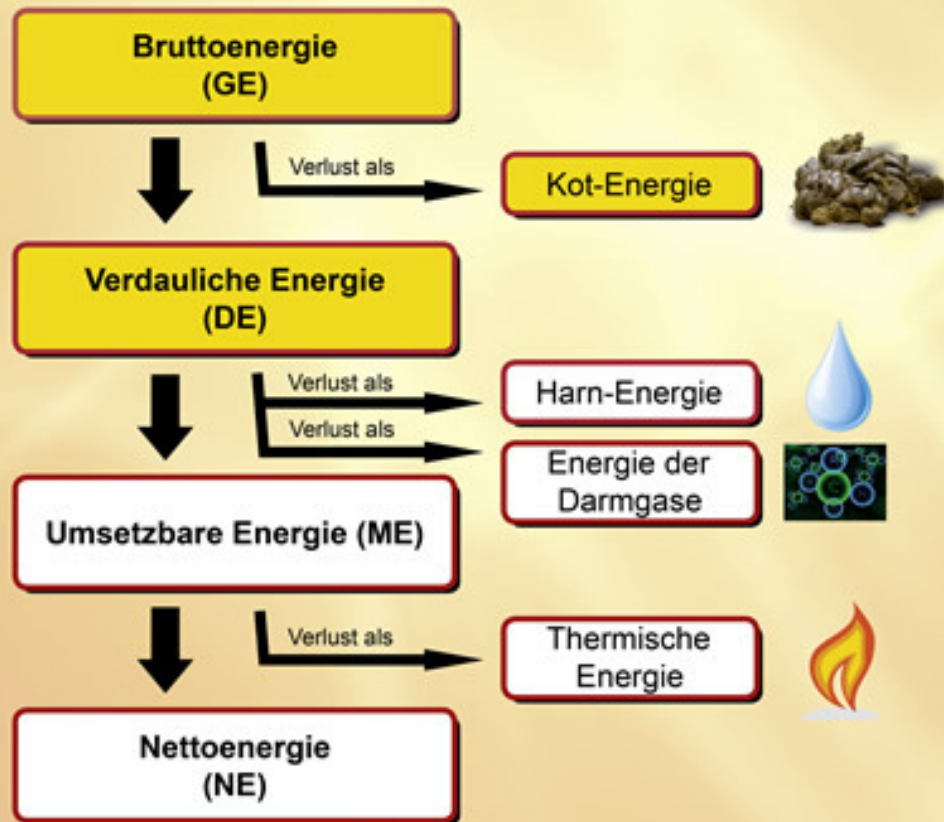 Bruttoenergie
(GE)
Verlust als
Kot-Energie
Verdauliche Energie
(DE)
Verlust als
Harn-Energie
Verlust als
Energie der
Darmgase
Umsetzbare Energie (ME)
Verlust als
Thermische
Energie
Nettoenergie
(NE)